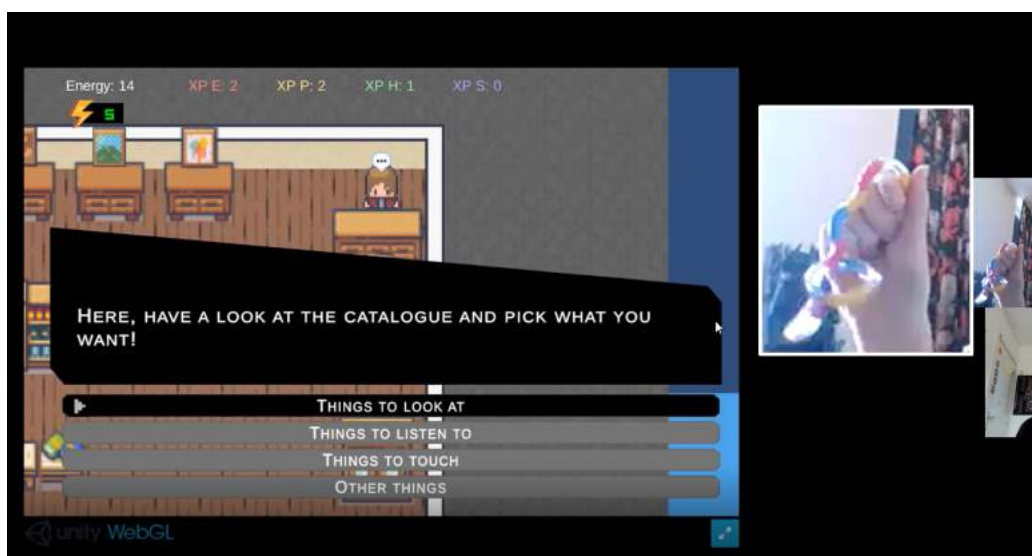 Energy: 14 XP E: 2 XP P: 2 XP H: 1 XP S: 0
5
...
HERE, HAVE A LOOK AT THE CATALOGUE AND PICK WHAT YOU
WANT!
THINGS TO LOOK AT
THINGS TO LISTEN TO
THINGS TO TOUCH
OTHER THINGS
unity WebGL